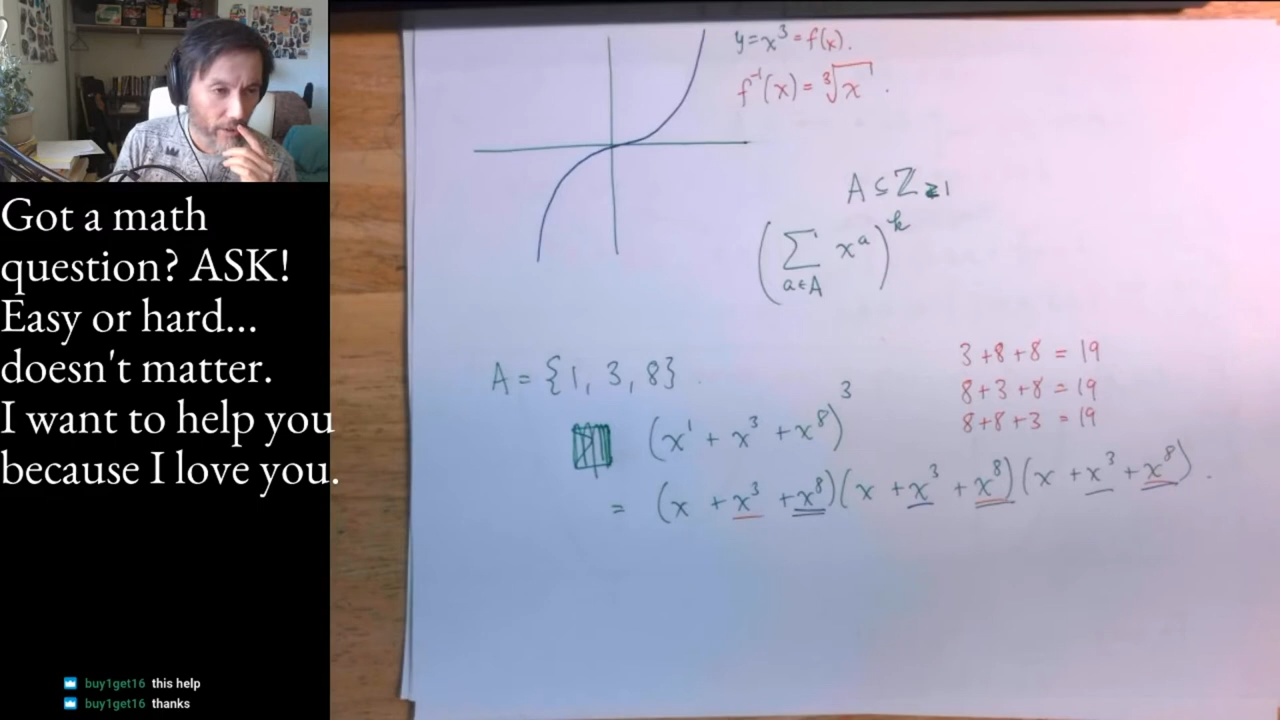 Got a math
question? ASK!
Easy or hard...
doesn't matter.
I want to help you
because I love you.
buy1get16 this help
buy1get16 thanks
y=x³=f(x).
f⁻¹(x) = ∛x .
A ⊆ ℤ≥1
(∑a∈A xᵃ)ᵏ
3+8+8 = 19
8+3+8 = 19
8+8+3 = 19
A = {1, 3, 8} .
(x¹ + x³ + x⁸)³
= (x + x³ + x⁸)(x + x³ + x⁸)(x + x³ + x⁸) .